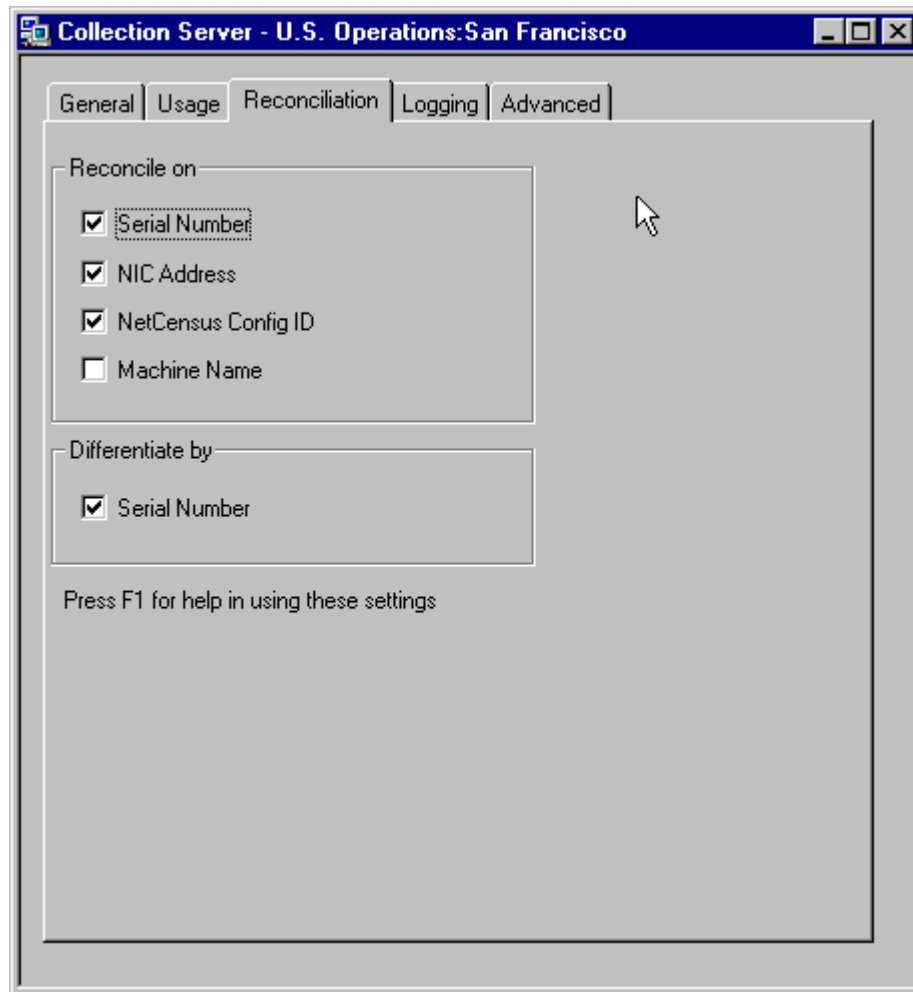 Collection Server - U.S. Operations:San Francisco
General Usage Reconciliation Logging Advanced
Reconcile on
Serial Number
NIC Address
NetCensus Config ID
Machine Name
Differentiate by
Serial Number
Press F1 for help in using these settings